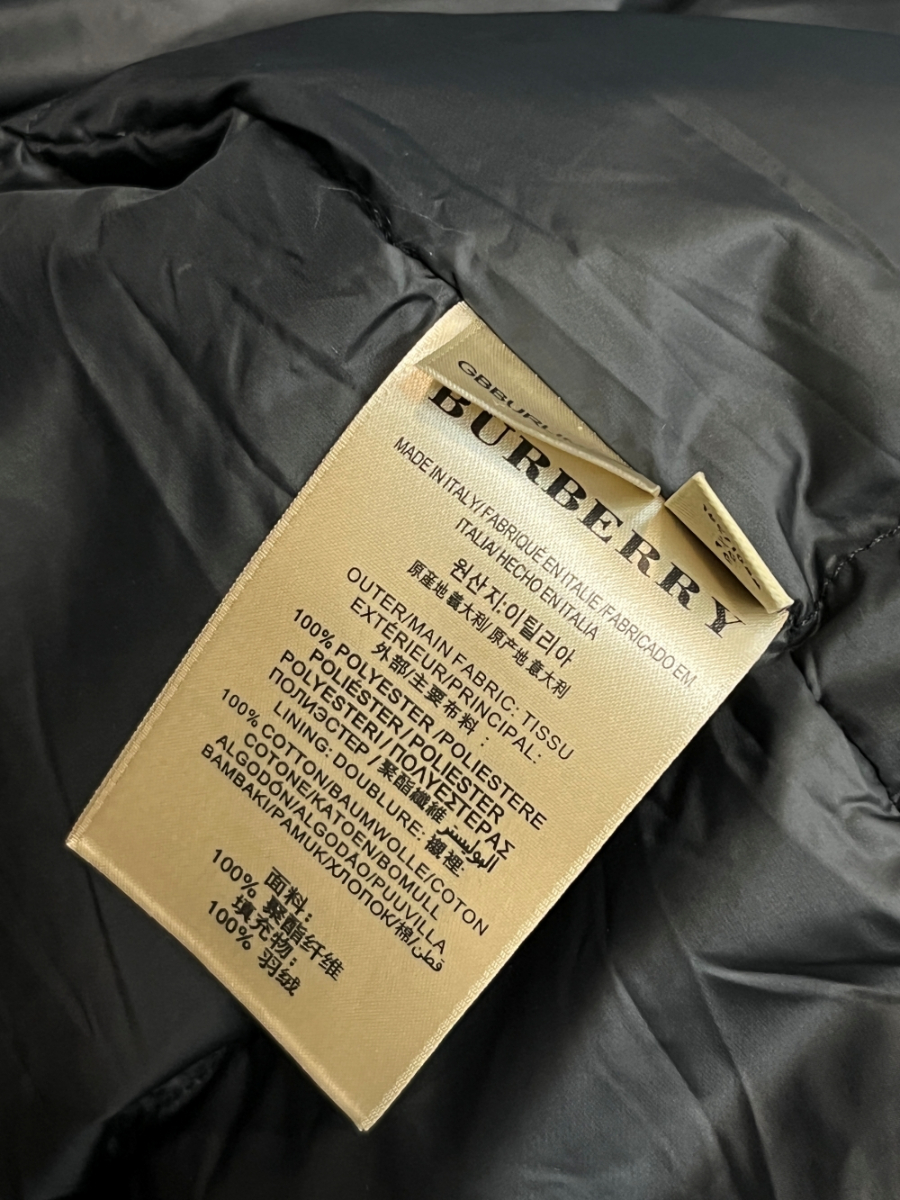 BURBERRY
MADE IN ITALY/FABRIQUÉ EN ITALIE/FABRICADO EM
ITALIA/HECHO EN ITALIA
원산지:이탈리아
原産地 義大利/ 原产地 意大利
OUTER/MAIN FABRIC: TISSU
EXTÉRIEUR/PRINCIPAL:
外部/主要布料：
100% POLYESTER /POLIESTERE
POLIÉSTER/POLIESTER
POLYESTERI/ΠΟΛΥΕΣΤΕΡΑΣ
ПОЛИЭСТЕР/ 聚酯纖維 البوليستر
LINING: DOUBLURE: 襯裡:
100% COTTON/BAUMWOLLE/COTON
COTONE/KATOEN/BOMULL
ALGODÓN/ALGODÃO/PUUVILLA
BAMBAKI/PAMUK/ХЛОПОК/棉/قطن
面料：
100% 聚酯纤维
填充物：
100% 羽绒